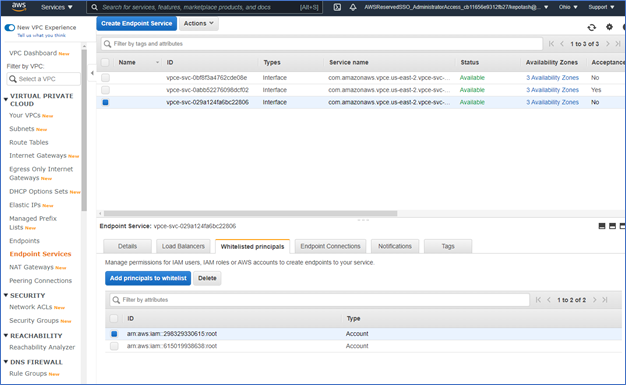 aws
Services
Search for services, features, marketplace products, and docs
[Alt+S]
AWSReservedSSO_AdministratorAccess_cb11656e9312fb27/kepotash@...
Ohio
Support
New VPC Experience
Tell us what you think
VPC Dashboard New
Filter by VPC:
Select a VPC
VIRTUAL PRIVATE
CLOUD
Your VPCs New
Subnets New
Route Tables
Internet Gateways New
Egress Only Internet
Gateways New
DHCP Options Sets New
Elastic IPs New
Managed Prefix
Lists New
Endpoints
Endpoint Services
NAT Gateways New
Peering Connections
SECURITY
Network ACLs New
Security Groups New
REACHABILITY
Reachability Analyzer
DNS FIREWALL
Rule Groups New
Create Endpoint Service
Actions
Filter by tags and attributes
1 to 3 of 3
Name ID Types Service name Status Availability Zones Acceptance
vpce-svc-0bf8f3a4762cde08e Interface com.amazonaws.vpce.us-east-2.vpce-svc-... Available 3 Availability Zones No
vpce-svc-0abb52276098dcf02 Interface com.amazonaws.vpce.us-east-2.vpce-svc-... Available 3 Availability Zones Yes
vpce-svc-029a124fa6bc22806 Interface com.amazonaws.vpce.us-east-2.vpce-svc-... Available 3 Availability Zones No
Endpoint Service: vpce-svc-029a124fa6bc22806
Details
Load Balancers
Whitelisted principals
Endpoint Connections
Notifications
Tags
Manage permissions for IAM users, IAM roles or AWS accounts to create endpoints to your service.
Add principals to whitelist
Delete
Filter by attributes
1 to 2 of 2
ID Type
arn:aws:iam::298329330615:root Account
arn:aws:iam::615019938638:root Account